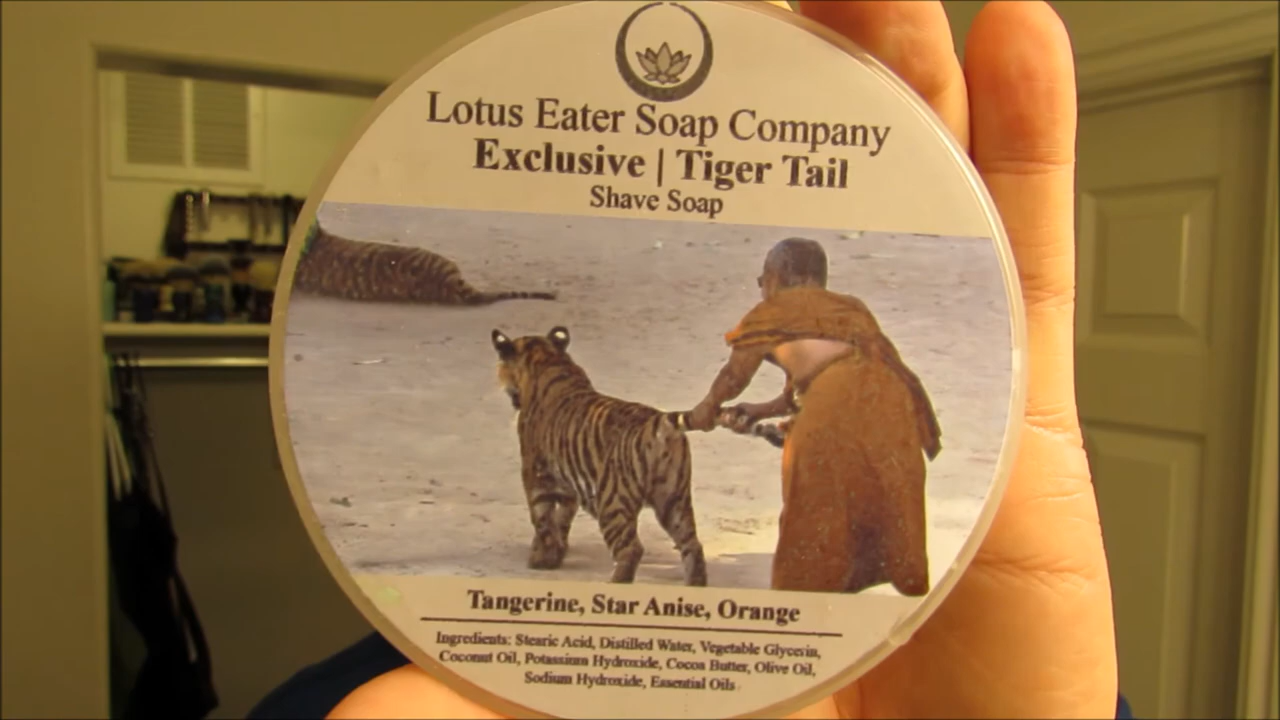 Lotus Eater Soap Company
Exclusive | Tiger Tail
Shave Soap
Tangerine, Star Anise, Orange
Ingredients: Stearic Acid, Distilled Water, Vegetable Glycerin,
Coconut Oil, Potassium Hydroxide, Cocoa Butter, Olive Oil,
Sodium Hydroxide, Essential Oils